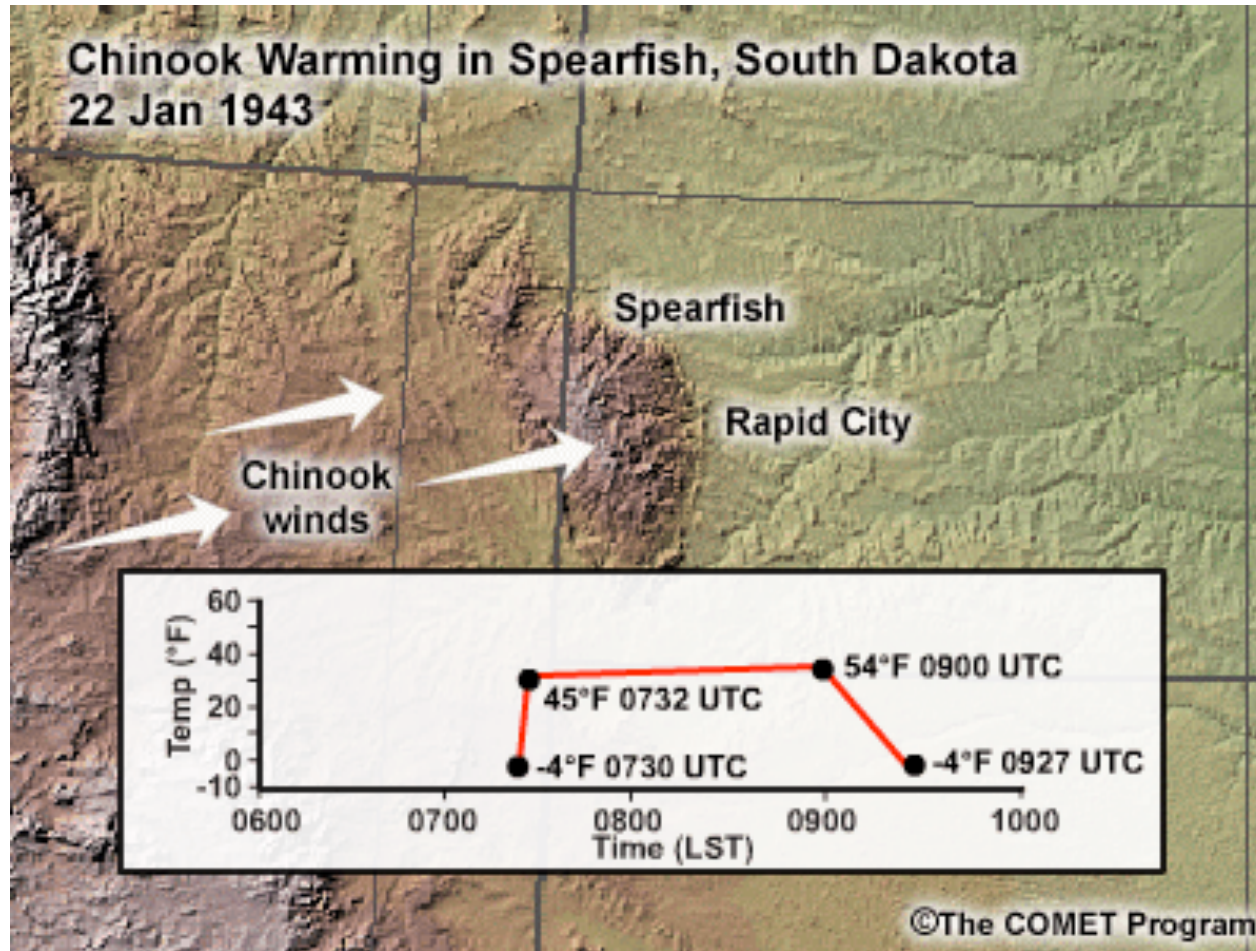 Chinook Warming in Spearfish, South Dakota
22 Jan 1943
Spearfish
Rapid City
Chinook
winds
Temp (°F)
60
40
20
0
-10
45°F 0732 UTC
-4°F 0730 UTC
54°F 0900 UTC
-4°F 0927 UTC
0600
0700
0800
0900
1000
Time (LST)
©The COMET Program